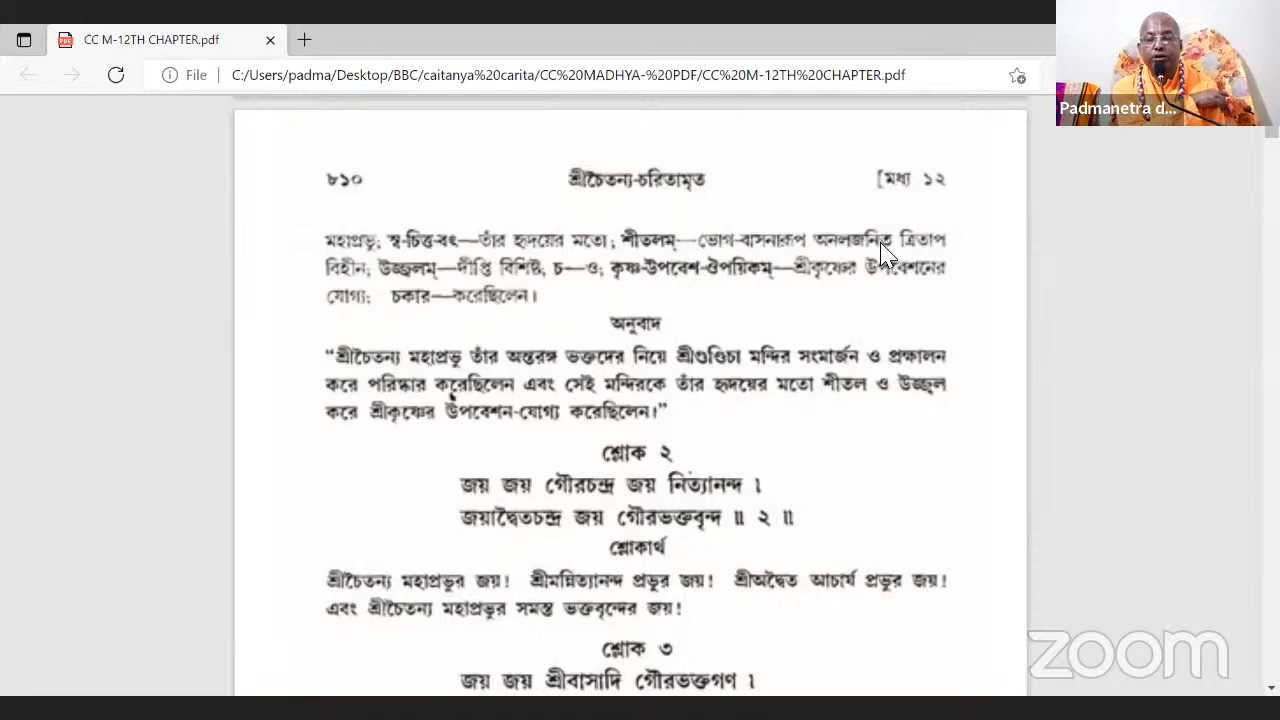 CC M-12TH CHAPTER.pdf
File C:/Users/padma/Desktop/BBC/caitanya%20carita/CC%20MADHYA-%20PDF/CC%20M-12TH%20CHAPTER.pdf
Padmanetra d...
৮১০ শ্রীচৈতন্য-চরিতামৃত [মধ্য ১২
মহাপ্রভু; স্ব-চিত্ত-বৎ—তাঁর হৃদয়ের মতো; শীতলম্—ভোগ-বাসনারূপ অনলজনিত ত্রিতাপ
বিহীন; উজ্জ্বলম্—দীপ্তি বিশিষ্ট, চ—ও; কৃষ্ণ-উপবেশ-ঔপয়িকম্—শ্রীকৃষ্ণের উপবেশনের
যোগ্য; চকার—করেছিলেন।
অনুবাদ
“শ্রীচৈতন্য মহাপ্রভু তাঁর অন্তরঙ্গ ভক্তদের নিয়ে শ্রীগুণ্ডিচা মন্দির সংমার্জন ও প্রক্ষালন
করে পরিষ্কার করেছিলেন এবং সেই মন্দিরকে তাঁর হৃদয়ের মতো শীতল ও উজ্জ্বল
করে শ্রীকৃষ্ণের উপবেশন-যোগ্য করেছিলেন।”
শ্লোক ২
জয় জয় গৌরচন্দ্র জয় নিত্যানন্দ ।
জয়াদ্বৈতচন্দ্র জয় গৌরভক্তবৃন্দ ॥ ২ ॥
শ্লোকার্থ
শ্রীচৈতন্য মহাপ্রভুর জয়! শ্রীমন্নিত্যানন্দ প্রভুর জয়! শ্রীঅদ্বৈত আচার্য প্রভুর জয়!
এবং শ্রীচৈতন্য মহাপ্রভুর সমস্ত ভক্তবৃন্দের জয়!
শ্লোক ৩
জয় জয় শ্রীবাসাদি গৌরভক্তগণ ।
zoom